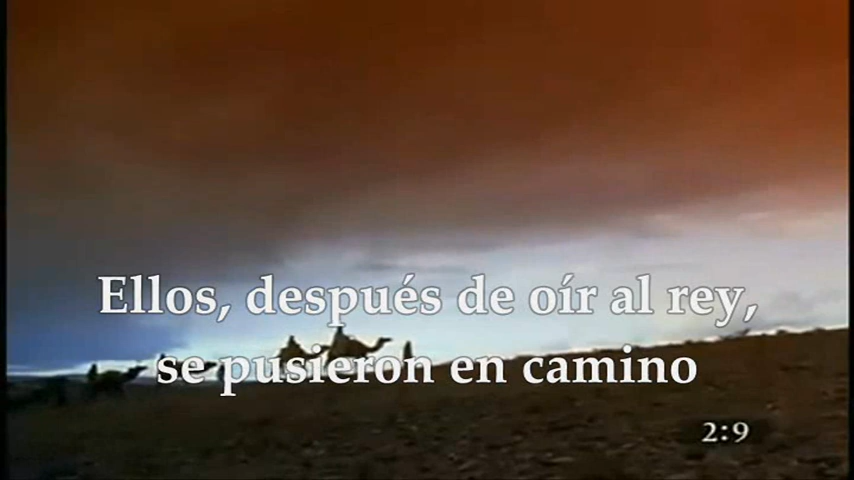 Ellos, después de oír al rey,
se pusieron en camino
2:9